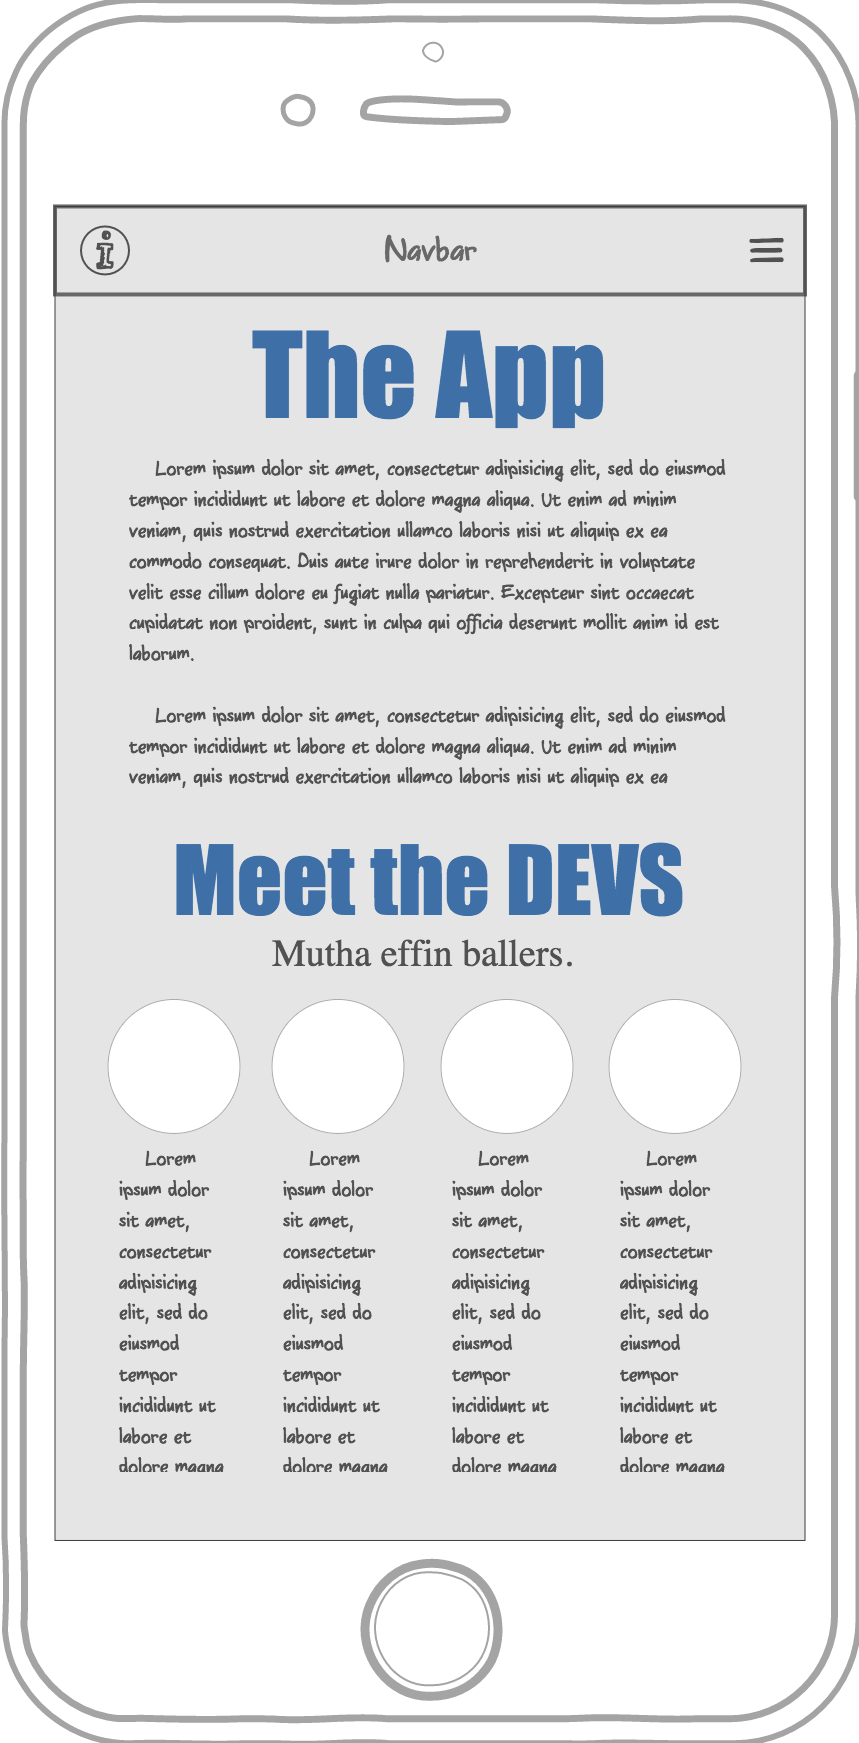 i Navbar
The App
Lorem ipsum dolor sit amet, consectetur adipisicing elit, sed do eiusmod
tempor incididunt ut labore et dolore magna aliqua. Ut enim ad minim
veniam, quis nostrud exercitation ullamco laboris nisi ut aliquip ex ea
commodo consequat. Duis aute irure dolor in reprehenderit in voluptate
velit esse cillum dolore eu fugiat nulla pariatur. Excepteur sint occaecat
cupidatat non proident, sunt in culpa qui officia deserunt mollit anim id est
laborum.
Lorem ipsum dolor sit amet, consectetur adipisicing elit, sed do eiusmod
tempor incididunt ut labore et dolore magna aliqua. Ut enim ad minim
veniam, quis nostrud exercitation ullamco laboris nisi ut aliquip ex ea
Meet the DEVS
Mutha effin ballers.
Lorem
ipsum dolor
sit amet,
consectetur
adipisicing
elit, sed do
eiusmod
tempor
incididunt ut
labore et
dolore magna
Lorem
ipsum dolor
sit amet,
consectetur
adipisicing
elit, sed do
eiusmod
tempor
incididunt ut
labore et
dolore magna
Lorem
ipsum dolor
sit amet,
consectetur
adipisicing
elit, sed do
eiusmod
tempor
incididunt ut
labore et
dolore magna
Lorem
ipsum dolor
sit amet,
consectetur
adipisicing
elit, sed do
eiusmod
tempor
incididunt ut
labore et
dolore magna